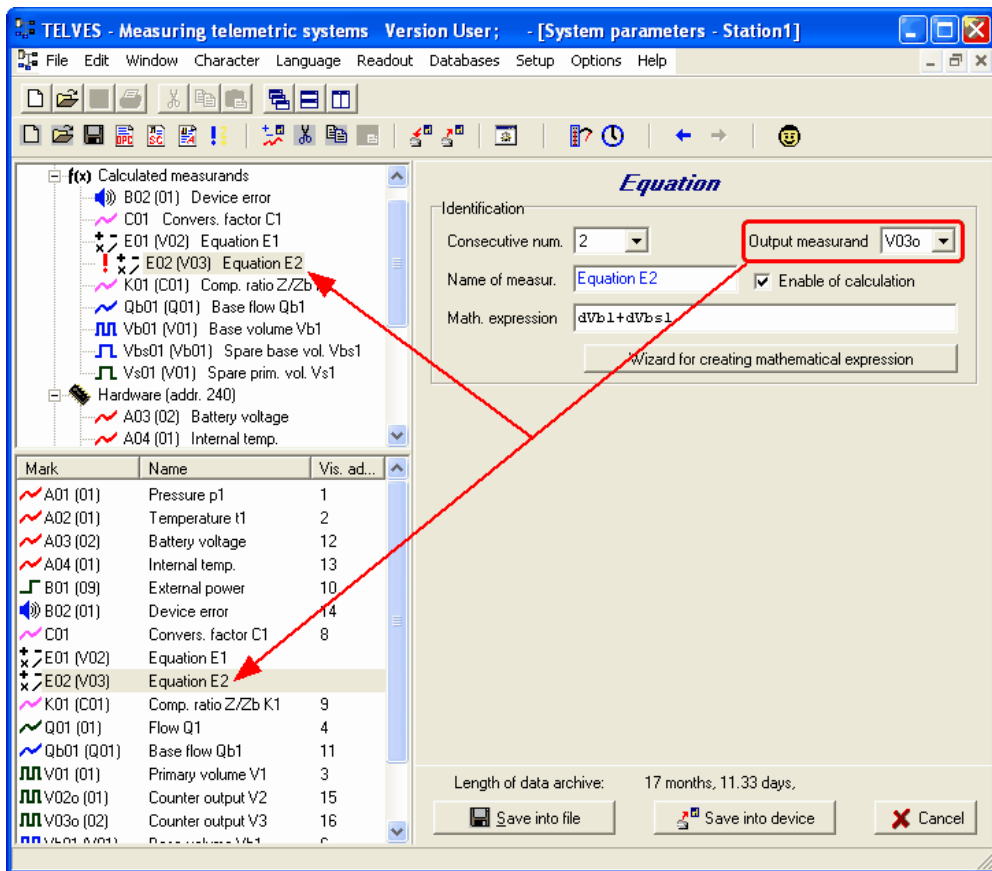 TELVES - Measuring telemetric systems Version User; - [System parameters - Station1]
File Edit Window Character Language Readout Databases Setup Options Help
f(x) Calculated measurands
B02 (01) Device error
C01 Convers. factor C1
E01 (V02) Equation E1
E02 (V03) Equation E2
K01 (C01) Comp. ratio Z/Zb
Qb01 (Q01) Base flow Qb1
Vb01 (V01) Base volume Vb1
Vbs01 (Vb01) Spare base vol. Vbs1
Vs01 (V01) Spare prim. vol. Vs1
Hardware (addr. 240)
A03 (02) Battery voltage
A04 (01) Internal temp.
Mark Name Vis. ad...
A01 (01) Pressure p1 1
A02 (01) Temperature t1 2
A03 (02) Battery voltage 12
A04 (01) Internal temp. 13
B01 (09) External power 10
B02 (01) Device error 14
C01 Convers. factor C1 8
E01 (V02) Equation E1
E02 (V03) Equation E2
K01 (C01) Comp. ratio Z/Zb K1 9
Q01 (01) Flow Q1 4
Qb01 (Q01) Base flow Qb1 11
V01 (01) Primary volume V1 3
V02o (01) Counter output V2 15
V03o (02) Counter output V3 16
Equation
Identification
Consecutive num. 2 Output measurand V03o
Name of measur. Equation E2 Enable of calculation
Math. expression dVb1+dVbs1
Wizard for creating mathematical expression
Length of data archive: 17 months, 11.33 days,
Save into file Save into device Cancel